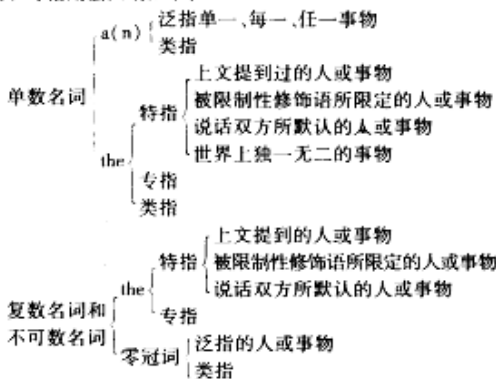 a(n) 泛指单一、每一、任一事物
类指
单数名词
上文提到过的人或事物
特指 被限制性修饰语所限定的人或事物
说话双方所默认的人或事物
the 世界上独一无二的事物
专指
类指
上文提到的人或事物
特指 被限制性修饰语所限定的人或事物
the 说话双方所默认的人或事物
复数名词和 专指
不可数名词
零冠词 泛指的人或事物
类指